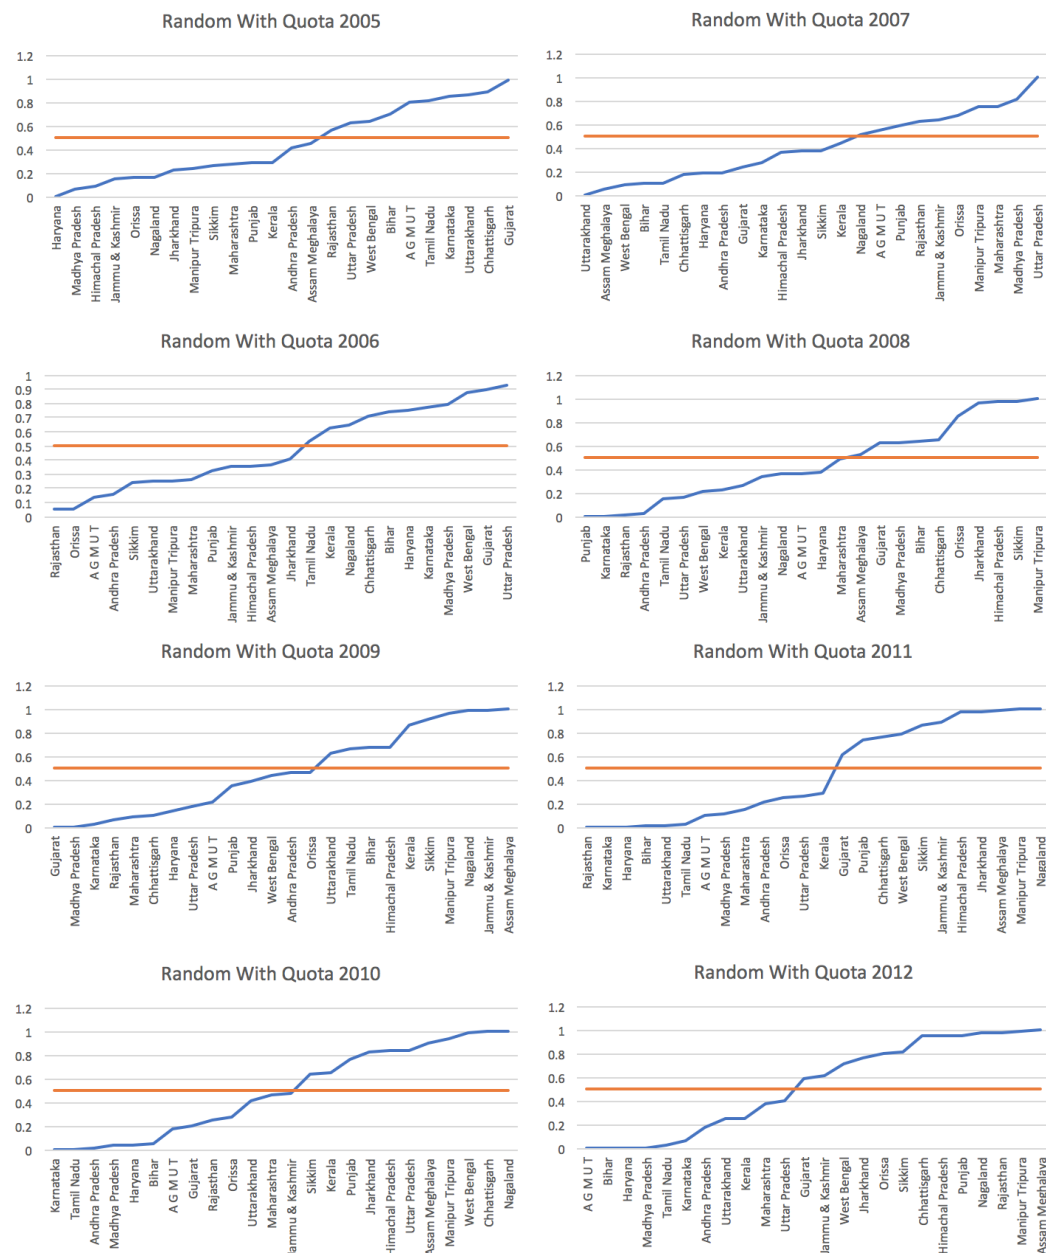 Random With Quota 2005
1.2
1
0.8
0.6
0.4
0.2
0
Haryana
Madhya Pradesh
Himachal Pradesh
Jammu & Kashmir
Orissa
Nagaland
Jharkhand
Manipur Tripura
Sikkim
Maharashtra
Punjab
Kerala
Andhra Pradesh
Assam Meghalaya
Rajasthan
Uttar Pradesh
West Bengal
Bihar
A G M U T
Tamil Nadu
Karnataka
Uttarakhand
Chhattisgarh
Gujarat
Random With Quota 2007
1.2
1
0.8
0.6
0.4
0.2
0
Uttarakhand
Assam Meghalaya
West Bengal
Bihar
Tamil Nadu
Chhattisgarh
Haryana
Andhra Pradesh
Gujarat
Karnataka
Himachal Pradesh
Jharkhand
Sikkim
Kerala
Nagaland
A G M U T
Punjab
Rajasthan
Jammu & Kashmir
Orissa
Manipur Tripura
Maharashtra
Madhya Pradesh
Uttar Pradesh
Random With Quota 2006
1
0.9
0.8
0.7
0.6
0.5
0.4
0.3
0.2
0.1
0
Rajasthan
Orissa
A G M U T
Andhra Pradesh
Sikkim
Uttarakhand
Manipur Tripura
Maharashtra
Punjab
Jammu & Kashmir
Himachal Pradesh
Assam Meghalaya
Jharkhand
Tamil Nadu
Kerala
Nagaland
Chhattisgarh
Bihar
Haryana
Karnataka
Madhya Pradesh
West Bengal
Gujarat
Uttar Pradesh
Random With Quota 2008
1.2
1
0.8
0.6
0.4
0.2
0
Punjab
Karnataka
Rajasthan
Andhra Pradesh
Tamil Nadu
Uttar Pradesh
West Bengal
Kerala
Uttarakhand
Jammu & Kashmir
Nagaland
A G M U T
Haryana
Maharashtra
Assam Meghalaya
Gujarat
Madhya Pradesh
Bihar
Chhattisgarh
Orissa
Jharkhand
Himachal Pradesh
Sikkim
Manipur Tripura
Random With Quota 2009
1.2
1
0.8
0.6
0.4
0.2
0
Gujarat
Madhya Pradesh
Karnataka
Rajasthan
Maharashtra
Chhattisgarh
Haryana
Uttar Pradesh
A G M U T
Punjab
Jharkhand
West Bengal
Andhra Pradesh
Orissa
Uttarakhand
Tamil Nadu
Bihar
Himachal Pradesh
Kerala
Sikkim
Manipur Tripura
Nagaland
Jammu & Kashmir
Assam Meghalaya
Random With Quota 2011
1.2
1
0.8
0.6
0.4
0.2
0
Rajasthan
Karnataka
Haryana
Bihar
Uttarakhand
Tamil Nadu
A G M U T
Madhya Pradesh
Maharashtra
Andhra Pradesh
Orissa
Uttar Pradesh
Kerala
Gujarat
Punjab
Chhattisgarh
West Bengal
Sikkim
Jammu & Kashmir
Himachal Pradesh
Jharkhand
Assam Meghalaya
Manipur Tripura
Nagaland
Random With Quota 2010
1.2
1
0.8
0.6
0.4
0.2
0
Karnataka
Tamil Nadu
Andhra Pradesh
Madhya Pradesh
Haryana
Bihar
A G M U T
Gujarat
Rajasthan
Orissa
Uttarakhand
Maharashtra
Jammu & Kashmir
Sikkim
Kerala
Punjab
Jharkhand
Himachal Pradesh
Uttar Pradesh
Assam Meghalaya
Manipur Tripura
West Bengal
Chhattisgarh
Nagaland
Random With Quota 2012
1.2
1
0.8
0.6
0.4
0.2
0
A G M U T
Bihar
Haryana
Madhya Pradesh
Tamil Nadu
Karnataka
Andhra Pradesh
Uttarakhand
Kerala
Maharashtra
Uttar Pradesh
Gujarat
Jammu & Kashmir
West Bengal
Jharkhand
Orissa
Sikkim
Chhattisgarh
Himachal Pradesh
Punjab
Nagaland
Rajasthan
Manipur Tripura
Assam Meghalaya